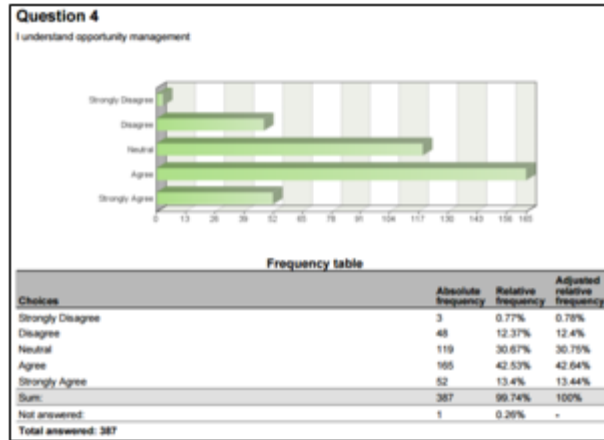 Question 4
I understand opportunity management
Strongly Disagree
Disagree
Neutral
Agree
Strongly Agree
0 13 26 39 52 65 78 91 104 117 130 143 156 165
Frequency table
Choices Absolute frequency Relative frequency Adjusted relative frequency
Strongly Disagree 3 0.77% 0.78%
Disagree 48 12.37% 12.4%
Neutral 119 30.67% 30.75%
Agree 165 42.53% 42.64%
Strongly Agree 52 13.4% 13.44%
Sum: 387 99.74% 100%
Not answered: 1 0.26% -
Total answered: 387